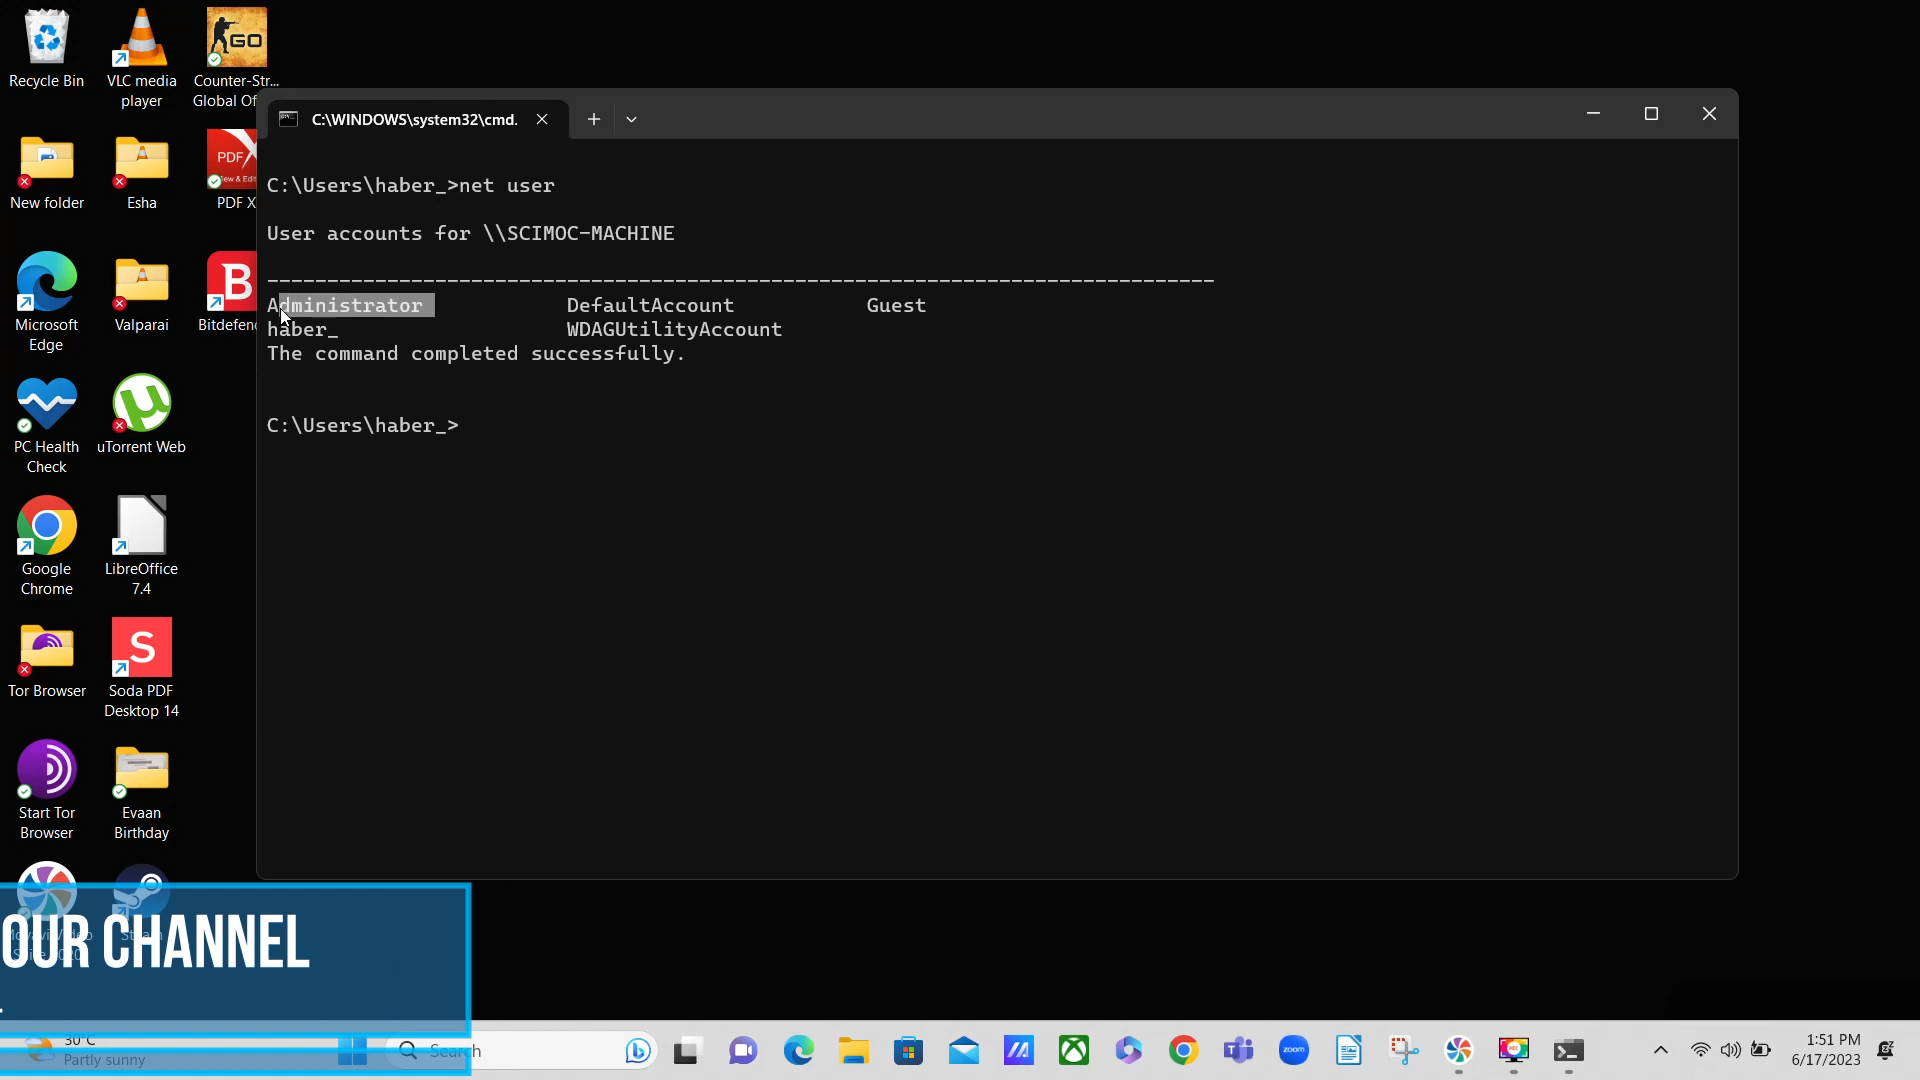 Recycle Bin
VLC media
player
Counter-Str...
Global Of
GO
New folder
Esha
PDF X
Microsoft
Edge
Valparai
B
Bitdefen
PC Health
Check
uTorrent Web
Google
Chrome
LibreOffice
7.4
Tor Browser
S
Soda PDF
Desktop 14
Start Tor
Browser
Evaan
Birthday
C:\WINDOWS\system32\cmd.
C:\Users\haber_>net user
User accounts for \\SCIMOC-MACHINE
-------------------------------------------------------------------------------
Administrator DefaultAccount Guest
haber_ WDAGUtilityAccount
The command completed successfully.
C:\Users\haber_>
OUR CHANNEL
30°C
Partly sunny
Search
zoom
1:51 PM
6/17/2023